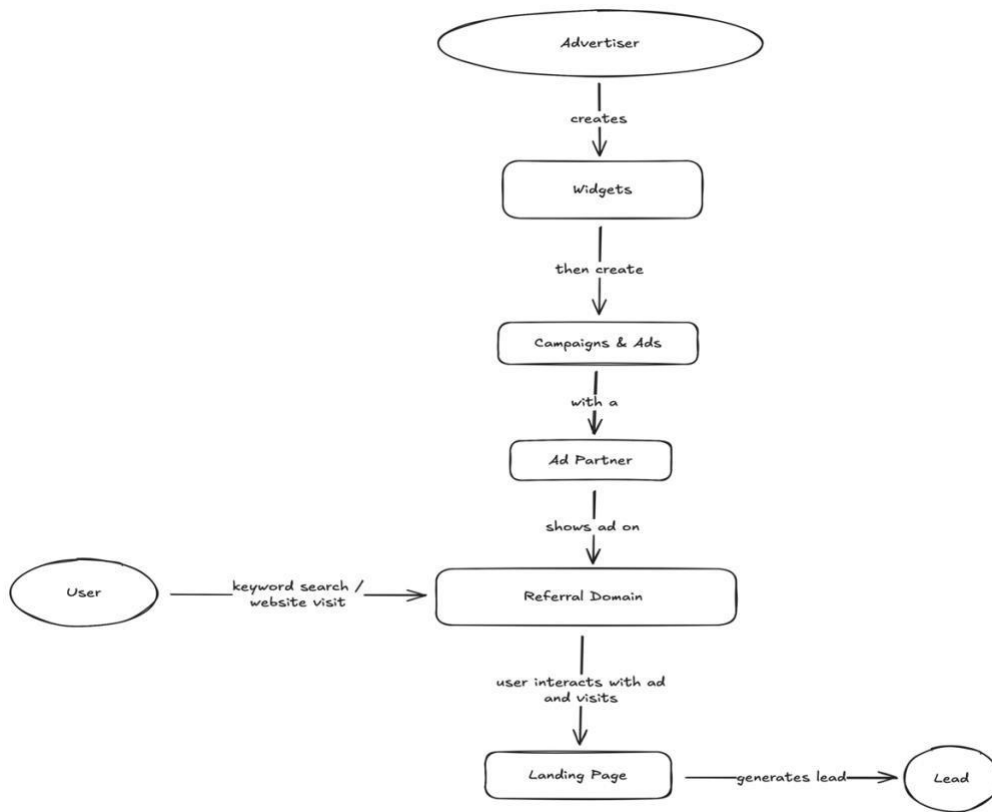 Advertiser
creates
Widgets
then create
Campaigns & Ads
with a
Ad Partner
shows ad on
User
keyword search /
website visit
Referral Domain
user interacts with ad
and visits
Landing Page
generates lead
Lead